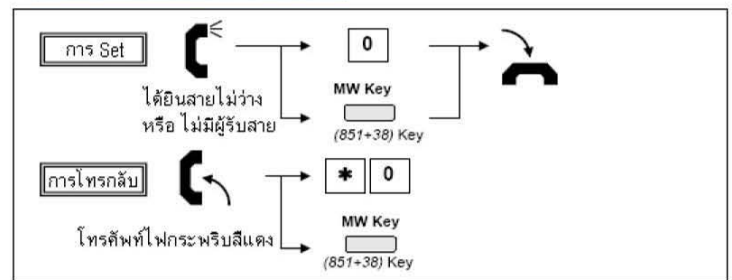 การ Set
0
ได้ยินสายไม่ว่าง
หรือ ไม่มีผู้รับสาย
MW Key
(851+38) Key
การโทรกลับ
* 0
โทรศัพท์ไฟกระพริบสีแดง
MW Key
(851+38) Key